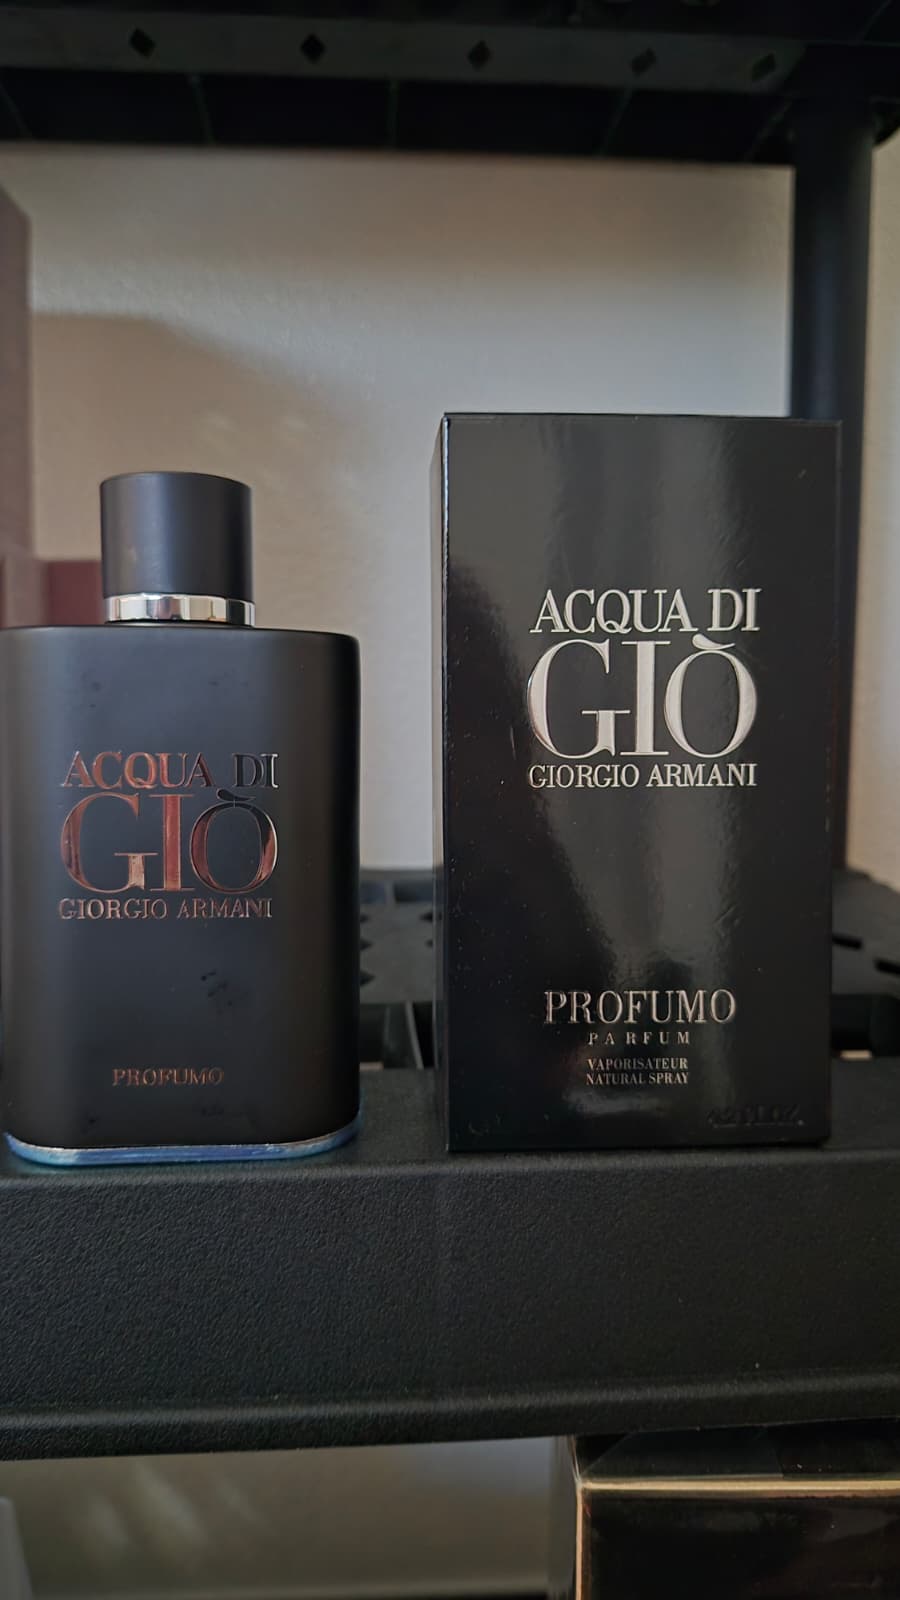 ACQUA DI
GIÒ
GIORGIO ARMANI
PROFUMO
ACQUA DI
GIÒ
GIORGIO ARMANI
PROFUMO
PARFUM
VAPORISATEUR
NATURAL SPRAY